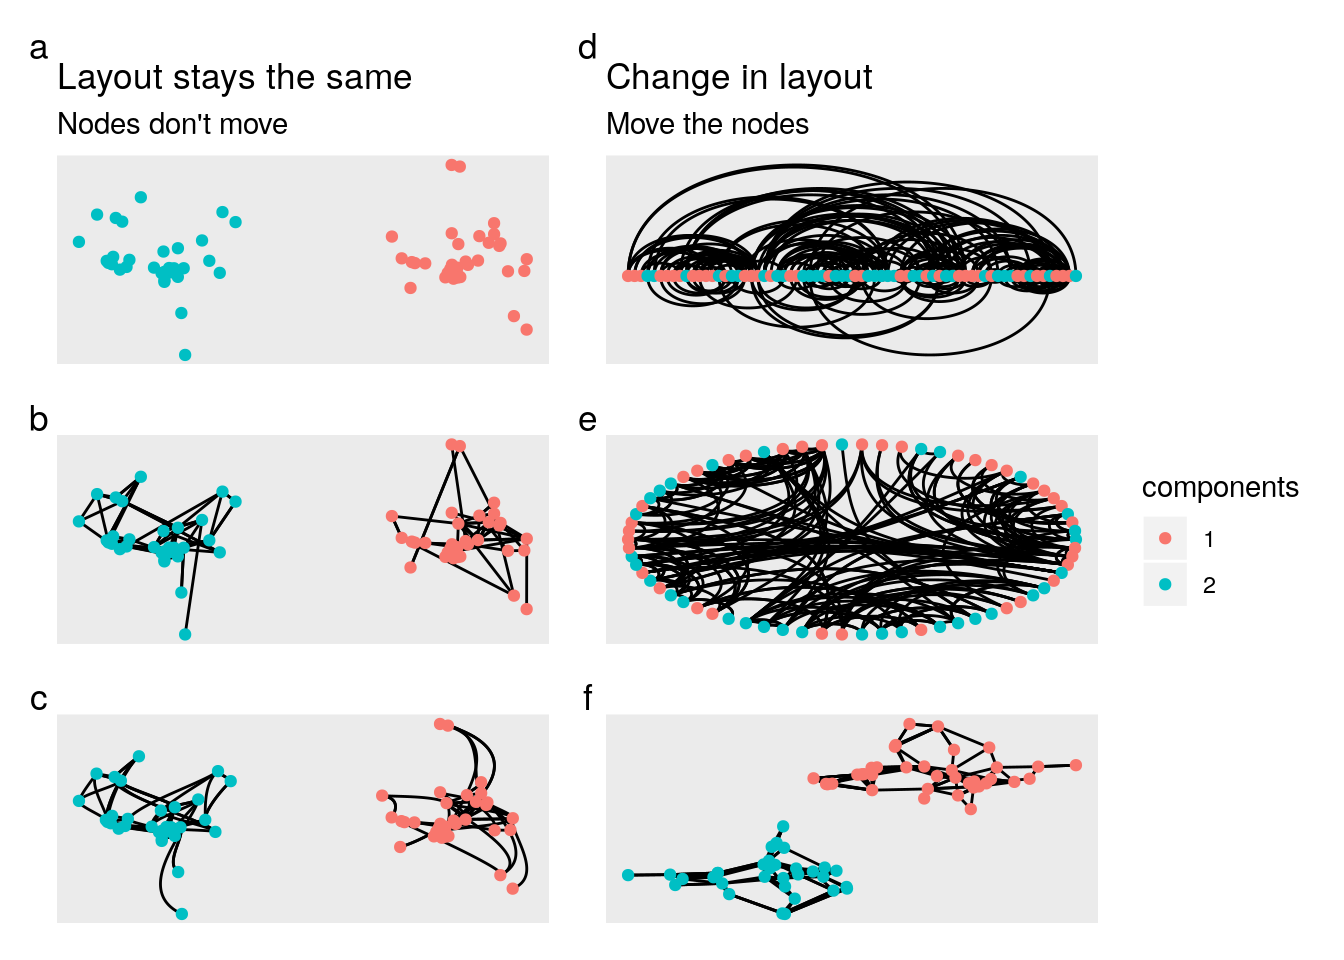 a
Layout stays the same
Nodes don't move
b
c
d
Change in layout
Move the nodes
e
f
components
1
2